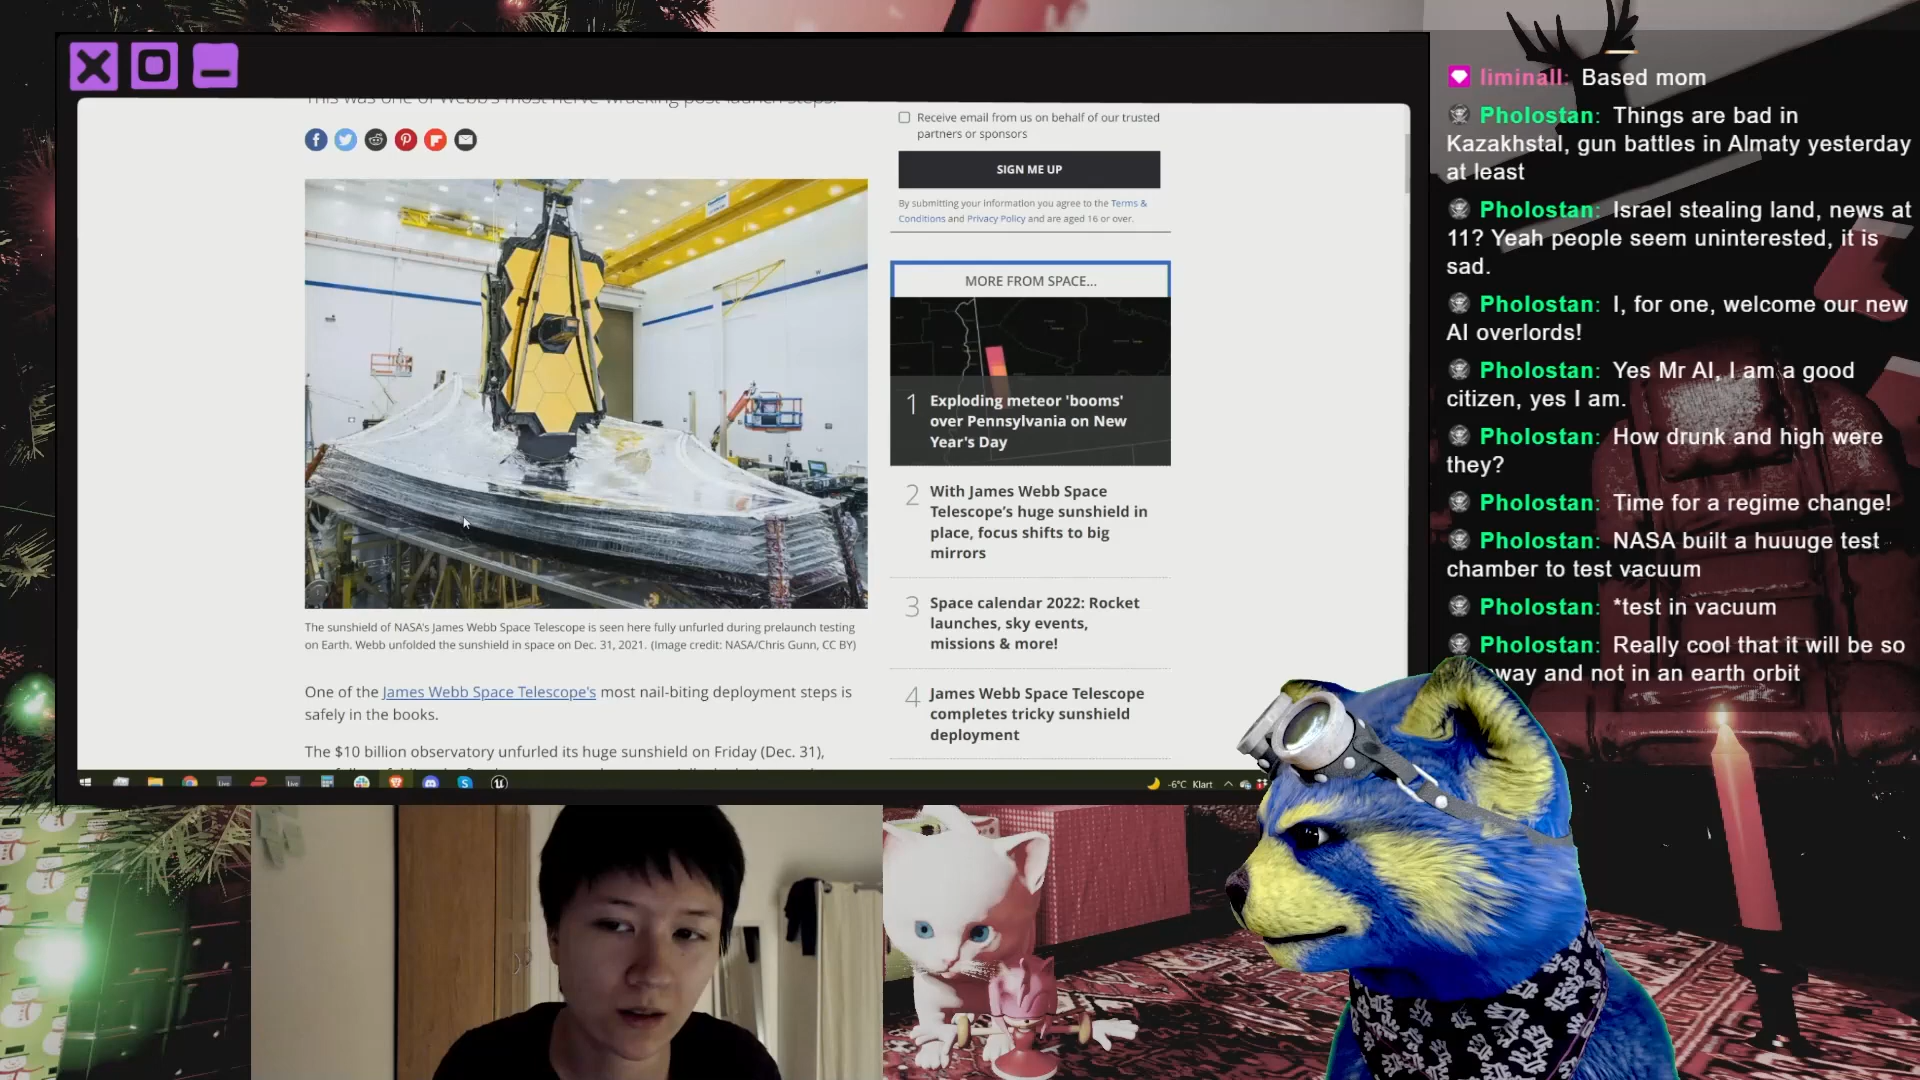 This was one of Webb's most nerve-wracking post-launch steps.
The sunshield of NASA's James Webb Space Telescope is seen here fully unfurled during prelaunch testing
on Earth. Webb unfolded the sunshield in space on Dec. 31, 2021. (Image credit: NASA/Chris Gunn, CC BY)
One of the James Webb Space Telescope's most nail-biting deployment steps is
safely in the books.
The $10 billion observatory unfurled its huge sunshield on Friday (Dec. 31),
Receive email from us on behalf of our trusted
partners or sponsors
SIGN ME UP
By submitting your information you agree to the Terms &
Conditions and Privacy Policy and are aged 16 or over.
MORE FROM SPACE...
1 Exploding meteor 'booms'
over Pennsylvania on New
Year's Day
2 With James Webb Space
Telescope's huge sunshield in
place, focus shifts to big
mirrors
3 Space calendar 2022: Rocket
launches, sky events,
missions & more!
4 James Webb Space Telescope
completes tricky sunshield
deployment
-6°C Klart
liminall: Based mom
Pholostan: Things are bad in
Kazakhstal, gun battles in Almaty yesterday
at least
Pholostan: Israel stealing land, news at
11? Yeah people seem uninterested, it is
sad.
Pholostan: I, for one, welcome our new
AI overlords!
Pholostan: Yes Mr AI, I am a good
citizen, yes I am.
Pholostan: How drunk and high were
they?
Pholostan: Time for a regime change!
Pholostan: NASA built a huuuge test
chamber to test vacuum
Pholostan: *test in vacuum
Pholostan: Really cool that it will be so
way and not in an earth orbit